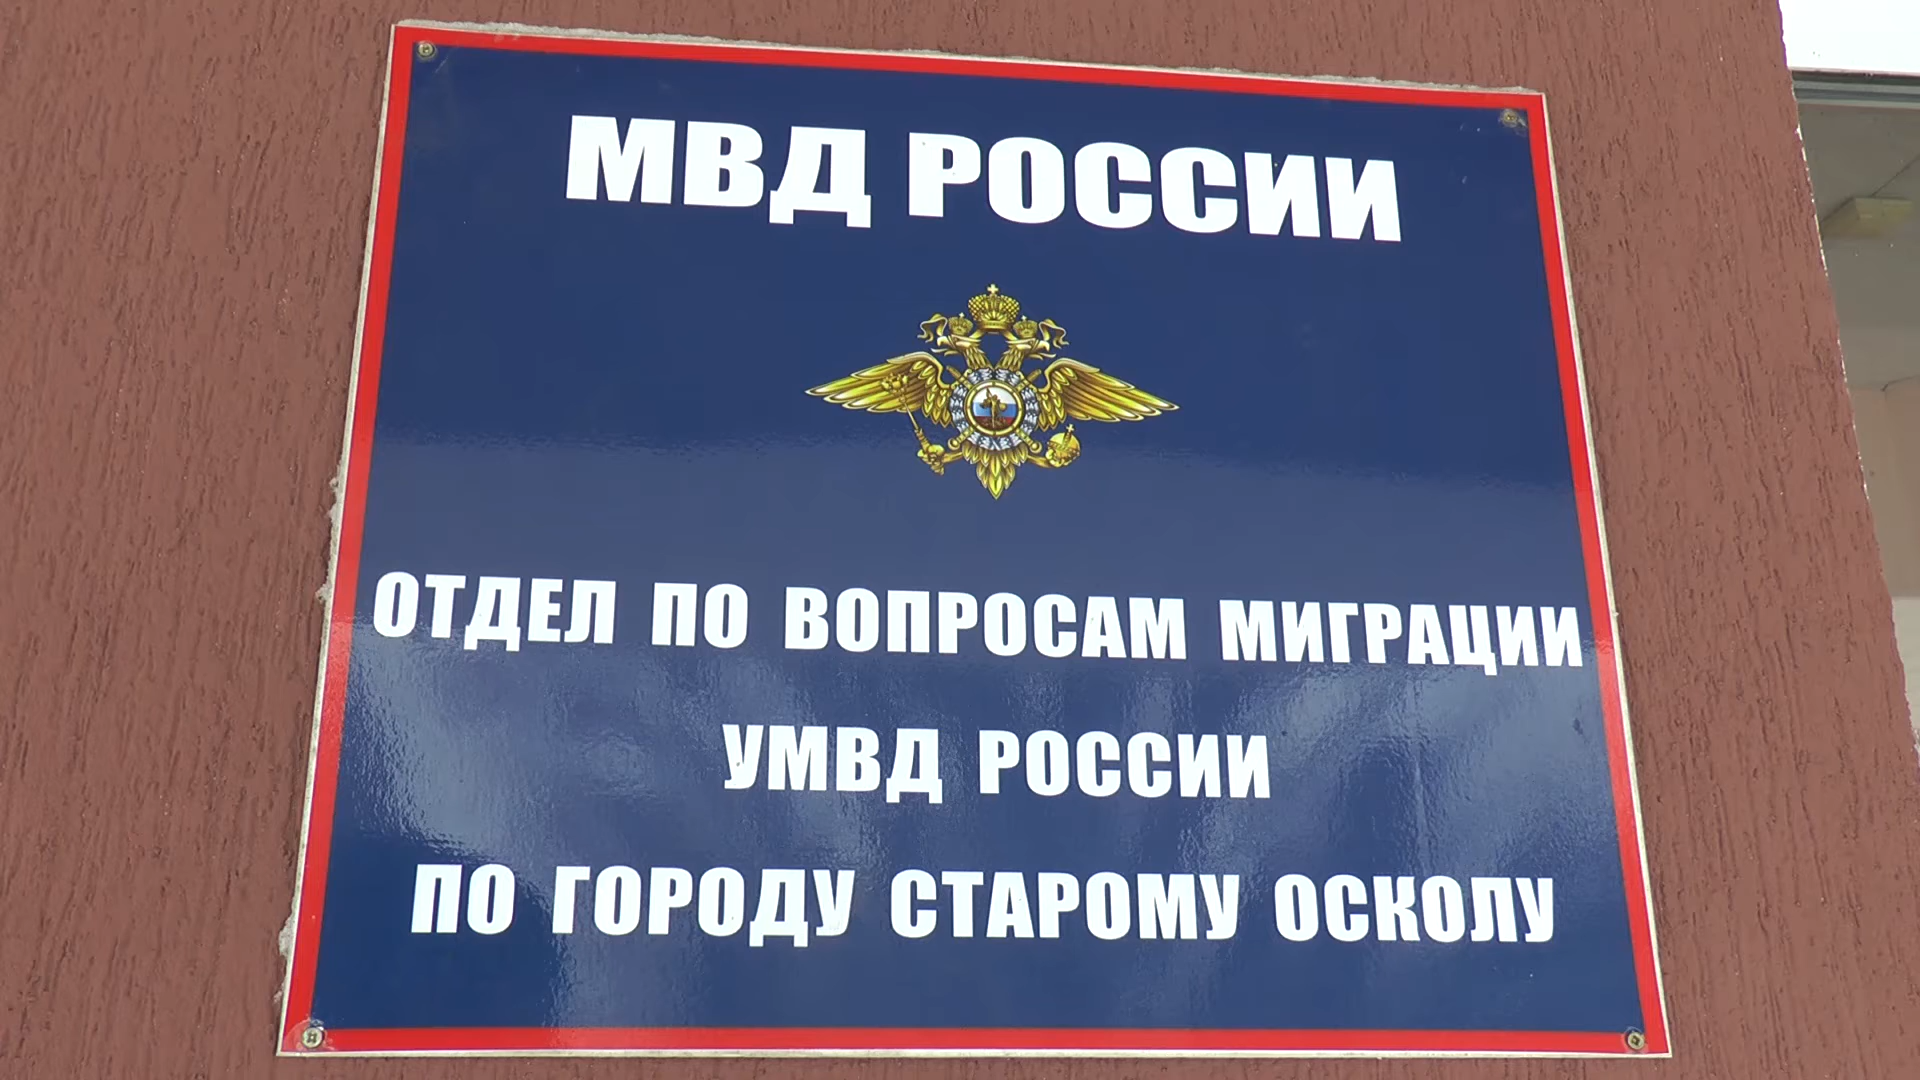 МВД РОССИИ
ОТДЕЛ ПО ВОПРОСАМ МИГРАЦИИ
УМВД РОССИИ
ПО ГОРОДУ СТАРОМУ ОСКОЛУ